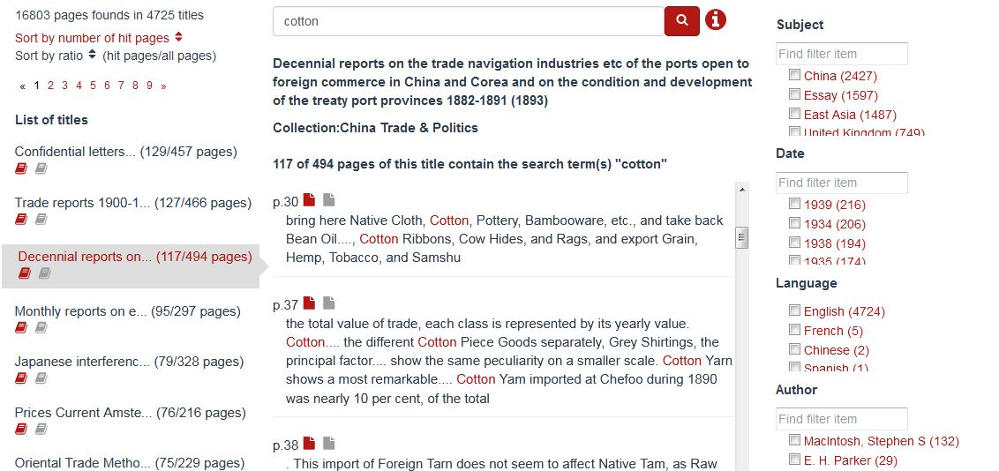 16803 pages found in 4725 titles
Sort by number of hit pages
Sort by ratio (hit pages/all pages)
« 1 2 3 4 5 6 7 8 9 »
List of titles
Confidential letters... (129/457 pages)
Trade reports 1900-1... (127/466 pages)
Decennial reports on... (117/494 pages)
Monthly reports on e... (95/297 pages)
Japanese interferenc... (79/328 pages)
Prices Current Amste... (76/216 pages)
Oriental Trade Metho... (75/229 pages)
cotton
Decennial reports on the trade navigation industries etc of the ports open to
foreign commerce in China and Corea and on the condition and development
of the treaty port provinces 1882-1891 (1893)
Collection:China Trade & Politics
117 of 494 pages of this title contain the search term(s) "cotton"
p.30
bring here Native Cloth, Cotton, Pottery, Bambooware, etc., and take back
Bean Oil...., Cotton Ribbons, Cow Hides, and Rags, and export Grain,
Hemp, Tobacco, and Samshu
p.37
the total value of trade, each class is represented by its yearly value.
Cotton.... the different Cotton Piece Goods separately, Grey Shirtings, the
principal factor.... show the same peculiarity on a smaller scale. Cotton Yarn
shows a most remarkable.... Cotton Yam imported at Chefoo during 1890
was nearly 10 per cent, of the total
p.38
. This import of Foreign Tarn does not seem to affect Native Tam, as Raw
Subject
Find filter item
China (2427)
Essay (1597)
East Asia (1487)
United Kingdom (749)
Date
Find filter item
1939 (216)
1934 (206)
1938 (194)
1935 (174)
Language
English (4724)
French (5)
Chinese (2)
Spanish (1)
Author
Find filter item
MacIntosh, Stephen S (132)
E. H. Parker (29)